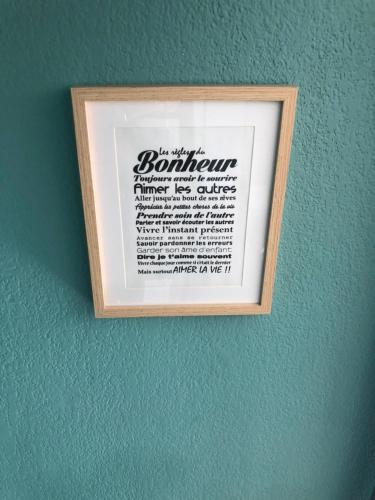 Les règles du
Bonheur
Toujours avoir le sourire
Aimer les autres
Aller jusqu'au bout de ses rêves
Apprécier les petites choses de la vie
Prendre soin de l'autre
Parler et savoir écouter les autres
Vivre l'instant présent
Avancer sans se retourner
Savoir pardonner les erreurs
Garder son âme d'enfant
Dire je t'aime souvent
Vivre chaque jour comme si c'était le dernier
Mais surtout AIMER LA VIE !!